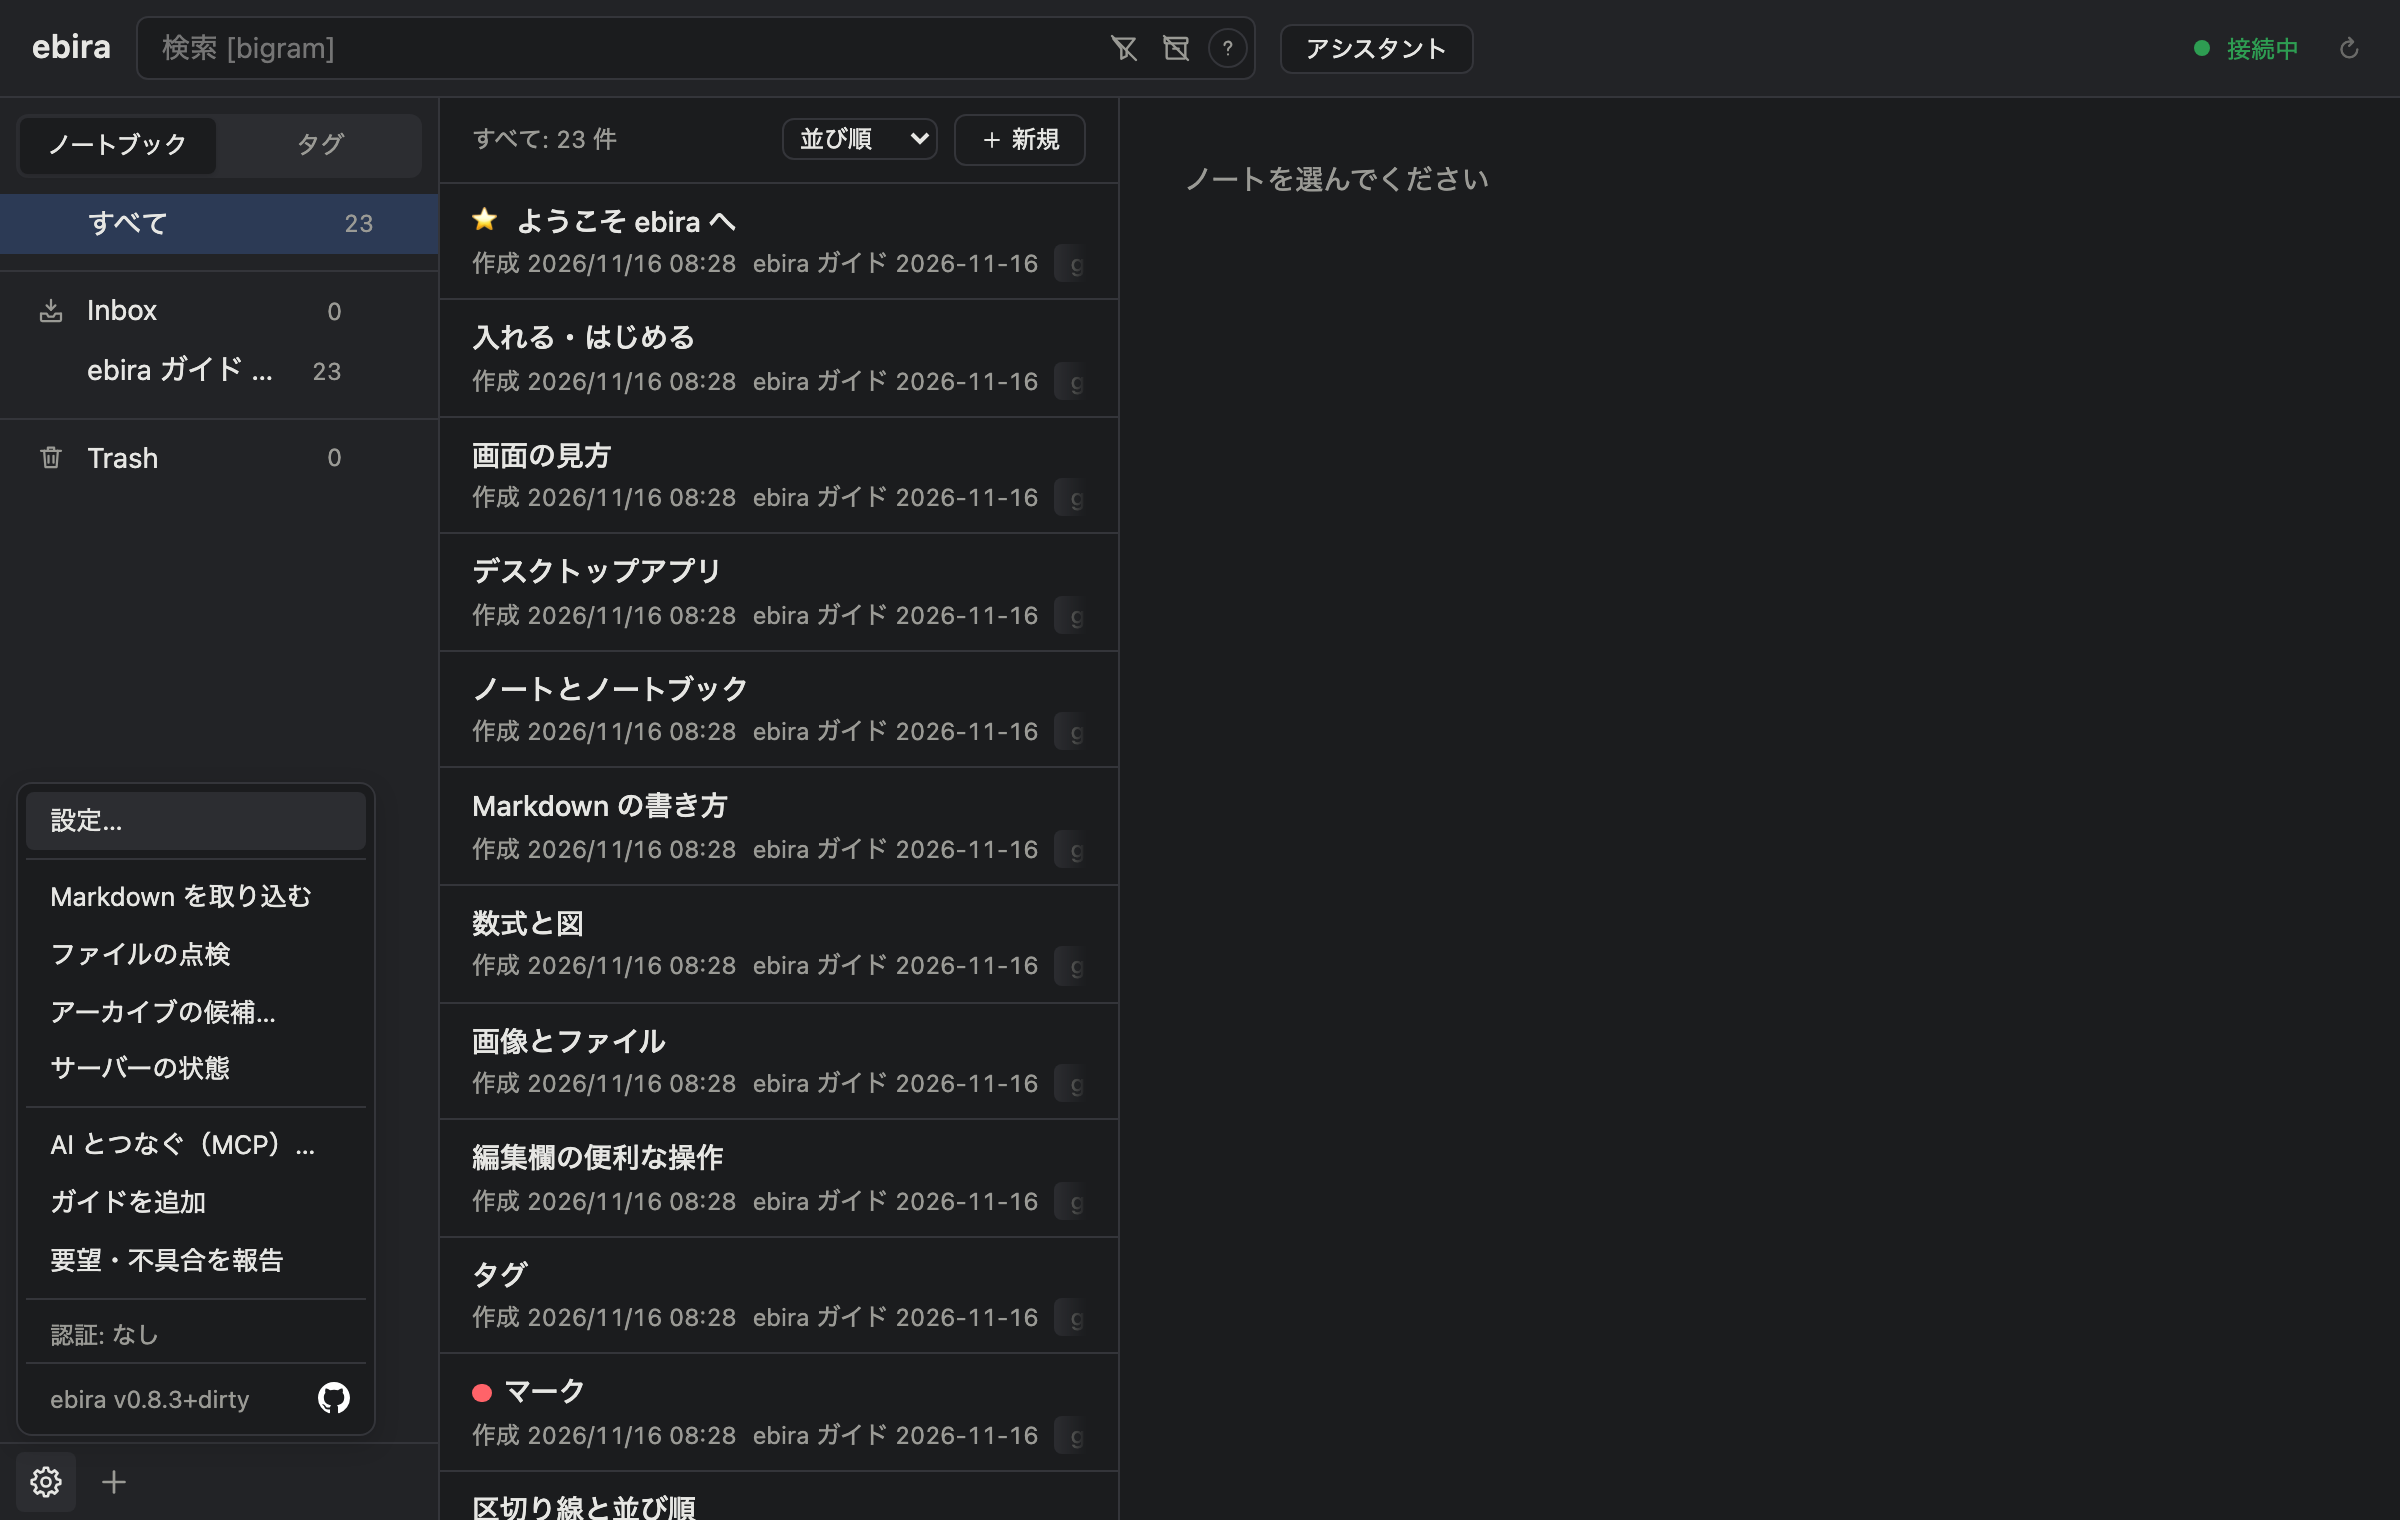 ebira
検索 [bigram]
?
アシスタント
接続中
ノートブック
タグ
すべて 23
Inbox 0
ebira ガイド ... 23
Trash 0
設定...
Markdown を取り込む
ファイルの点検
アーカイブの候補...
サーバーの状態
AI とつなぐ（MCP）...
ガイドを追加
要望・不具合を報告
認証: なし
ebira v0.8.3+dirty
すべて: 23 件
並び順
+ 新規
ようこそ ebira へ
作成 2026/11/16 08:28 ebira ガイド 2026-11-16 g
入れる・はじめる
作成 2026/11/16 08:28 ebira ガイド 2026-11-16 g
画面の見方
作成 2026/11/16 08:28 ebira ガイド 2026-11-16 g
デスクトップアプリ
作成 2026/11/16 08:28 ebira ガイド 2026-11-16 g
ノートとノートブック
作成 2026/11/16 08:28 ebira ガイド 2026-11-16 g
Markdown の書き方
作成 2026/11/16 08:28 ebira ガイド 2026-11-16 g
数式と図
作成 2026/11/16 08:28 ebira ガイド 2026-11-16 g
画像とファイル
作成 2026/11/16 08:28 ebira ガイド 2026-11-16 g
編集欄の便利な操作
作成 2026/11/16 08:28 ebira ガイド 2026-11-16 g
タグ
作成 2026/11/16 08:28 ebira ガイド 2026-11-16 g
マーク
作成 2026/11/16 08:28 ebira ガイド 2026-11-16 g
区切り線と並び順
ノートを選んでください